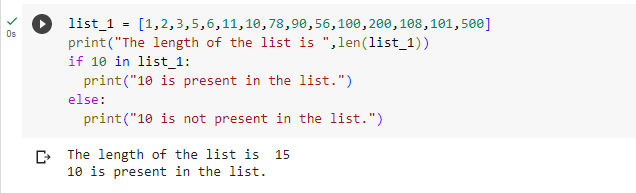 list_1 = [1,2,3,5,6,11,10,78,90,56,100,200,108,101,500]
0s
print("The length of the list is ",len(list_1))
if 10 in list_1:
  print("10 is present in the list.")
else:
  print("10 is not present in the list.")
The length of the list is  15
10 is present in the list.